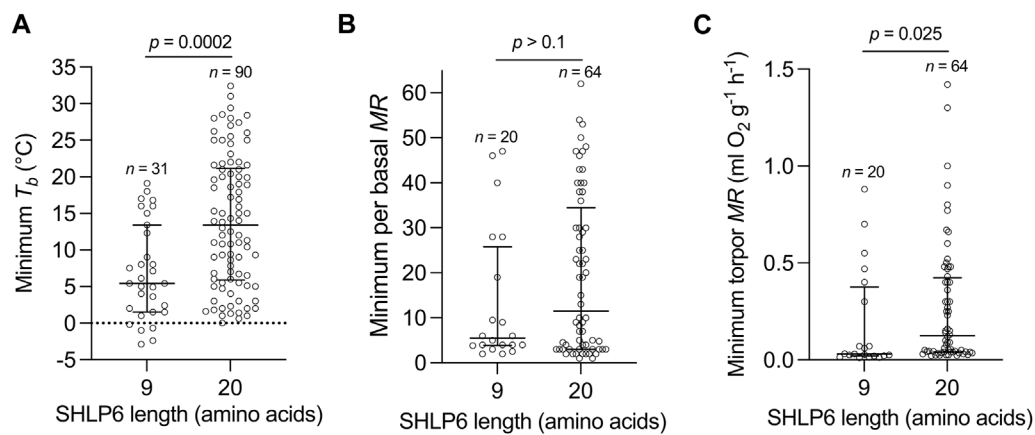 A
p = 0.0002
n = 90
n = 31
35
30
25
20
15
10
5
0
-5
Minimum Tb (°C)
9
20
SHLP6 length (amino acids)
B
p > 0.1
n = 64
n = 20
60
50
40
30
20
10
0
Minimum per basal MR
9
20
SHLP6 length (amino acids)
C
p = 0.025
n = 64
n = 20
1.5
1.0
0.5
0.0
Minimum torpor MR (ml O₂ g⁻¹ h⁻¹)
9
20
SHLP6 length (amino acids)